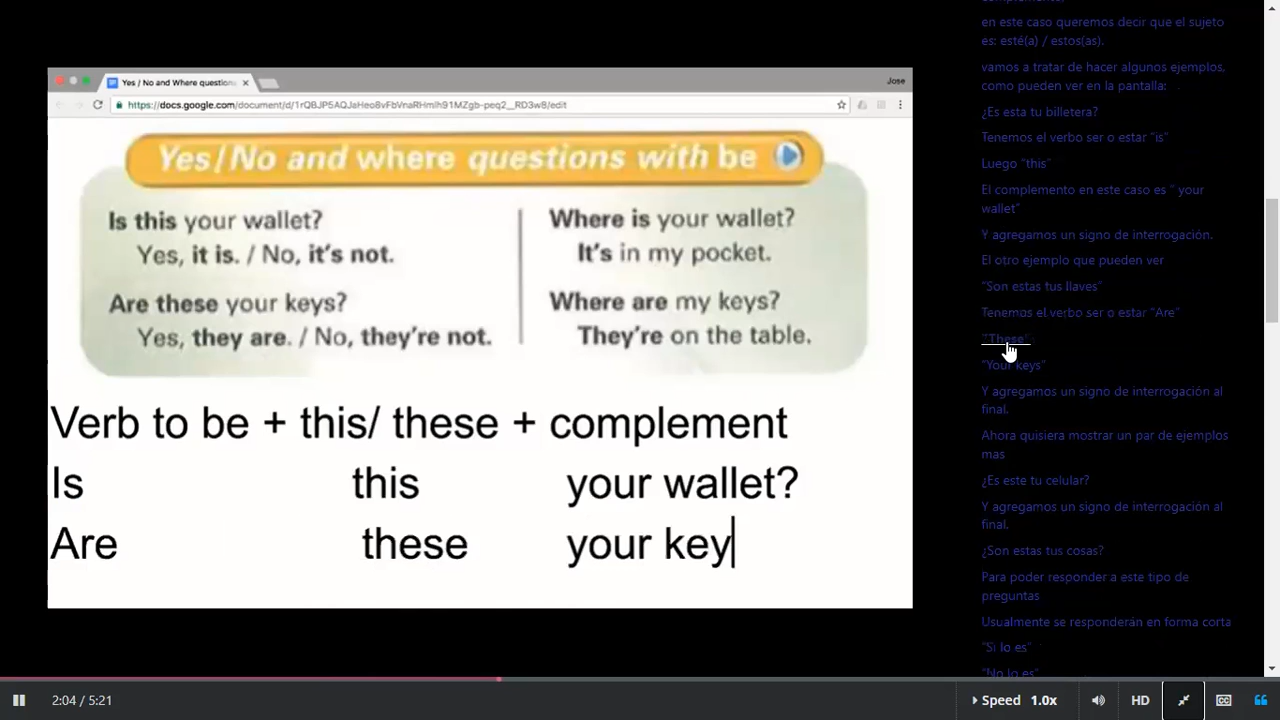 Yes / No and Where question
Jose
https://docs.google.com/document/d/1rQBJP5AQJaHeo8vFbVnaRHmIh91MZgb-peq2__RD3w8/edit
Yes/No and where questions with be
Is this your wallet?
Yes, it is. / No, it's not.
Are these your keys?
Yes, they are. / No, they're not.
Where is your wallet?
It's in my pocket.
Where are my keys?
They're on the table.
Verb to be + this/ these + complement
Is this your wallet?
Are these your key
complemento,
en este caso queremos decir que el sujeto
es: esté(a) / estos(as).
vamos a tratar de hacer algunos ejemplos,
como pueden ver en la pantalla:
¿Es esta tu billetera?
Tenemos el verbo ser o estar "is"
Luego "this"
El complemento en este caso es " your
wallet"
Y agregamos un signo de interrogación.
El otro ejemplo que pueden ver
"Son estas tus llaves"
Tenemos el verbo ser o estar "Are"
"These"
"Your keys"
Y agregamos un signo de interrogación al
final.
Ahora quisiera mostrar un par de ejemplos
mas
¿Es este tu celular?
Y agregamos un signo de interrogación al
final.
¿Son estas tus cosas?
Para poder responder a este tipo de
preguntas
Usualmente se responderán en forma corta
"Si lo es"
"No lo es"
2:04 / 5:21
Speed 1.0x
HD
CC